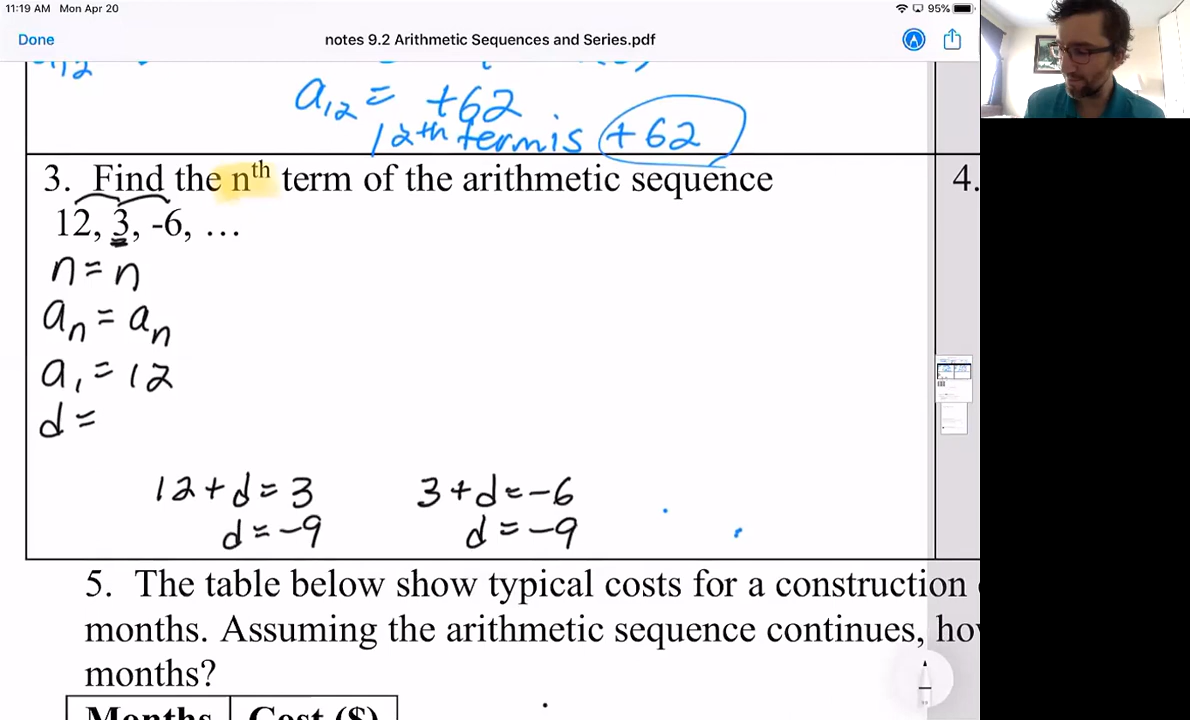 11:19 AM Mon Apr 20
95%
Done
notes 9.2 Arithmetic Sequences and Series.pdf
a₁₂ = +62
12th term is +62
3. Find the nth term of the arithmetic sequence
4.
12, 3, -6, …
n = n
aₙ = aₙ
a₁ = 12
d =
12 + d = 3
3 + d = -6
d = -9
d = -9
5. The table below show typical costs for a construction
months. Assuming the arithmetic sequence continues, how
months?
Months
Cost ($)